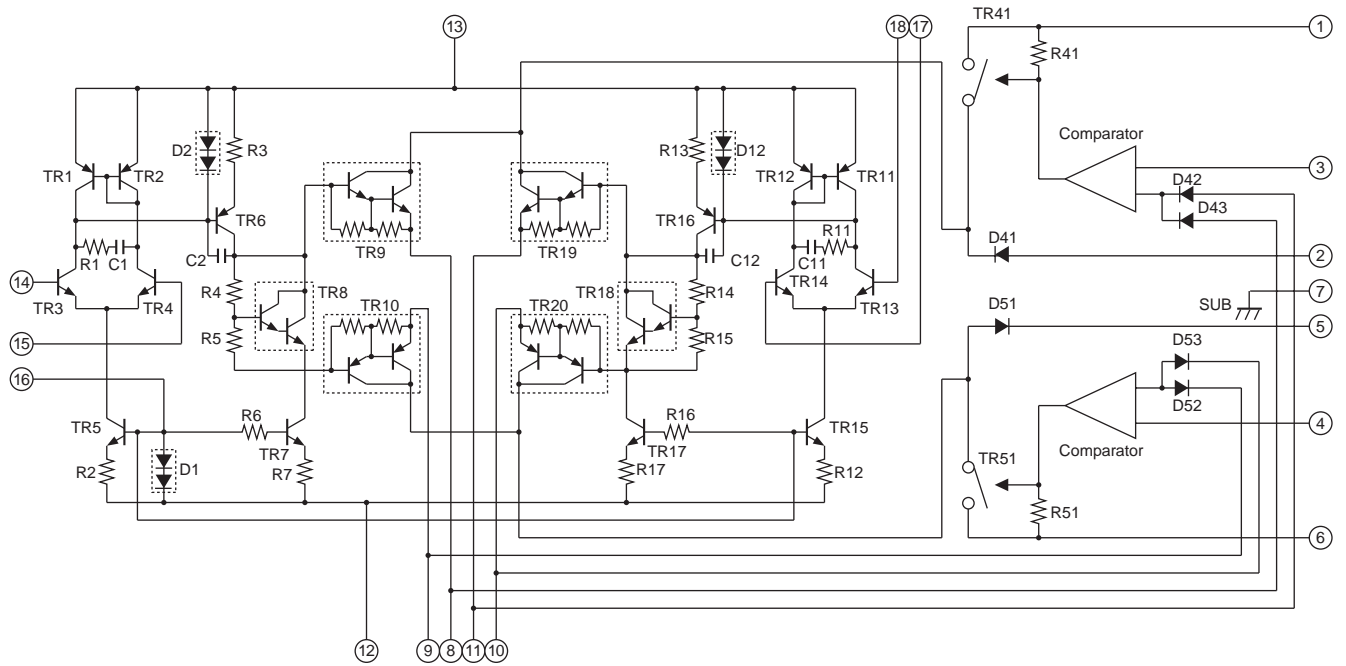 TR41
1
13
18 17
R41
Comparator
D2
R3
R13
D12
TR1
TR2
TR12
TR11
3
D42
TR6
TR16
D43
R1 C1
C2
TR9
TR19
C12
C11
R11
D41
2
14
TR3
TR4
R4
TR8
TR10
TR20
TR18
R14
TR14
TR13
18
7
SUB
D51
5
15
R5
R15
D53
16
D52
TR5
R6
TR7
R16
TR17
TR15
4
Comparator
R2
D1
R7
R17
R12
TR51
R51
6
12
9 8 11 10